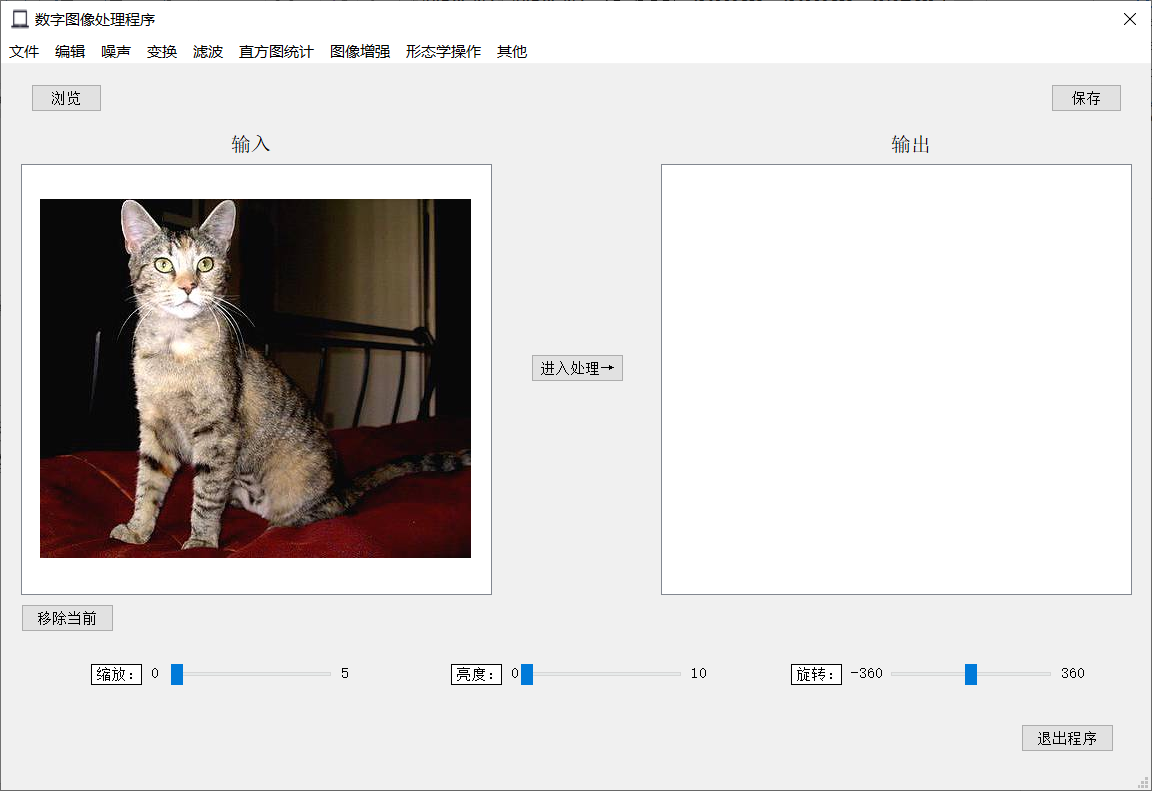 数字图像处理程序
文件 编辑 噪声 变换 滤波 直方图统计 图像增强 形态学操作 其他
浏览 保存
输入 输出
进入处理→
移除当前
缩放: 0 5 亮度: 0 10 旋转: -360 360
退出程序